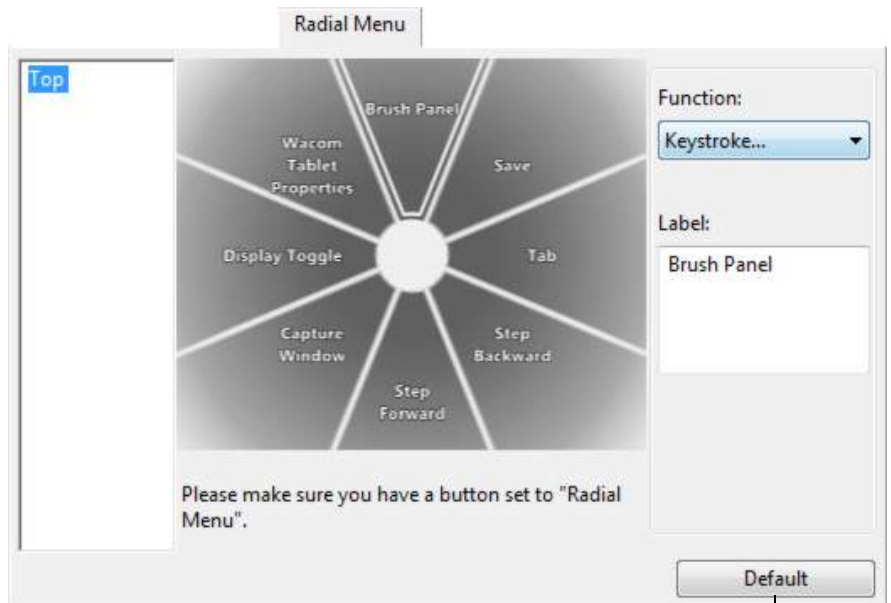 Radial Menu
Top
Brush Panel
Wacom
Tablet
Properties
Save
Display Toggle
Tab
Capture
Window
Step
Backward
Step
Forward
Please make sure you have a button set to "Radial
Menu".
Function:
Keystroke...
Label:
Brush Panel
Default